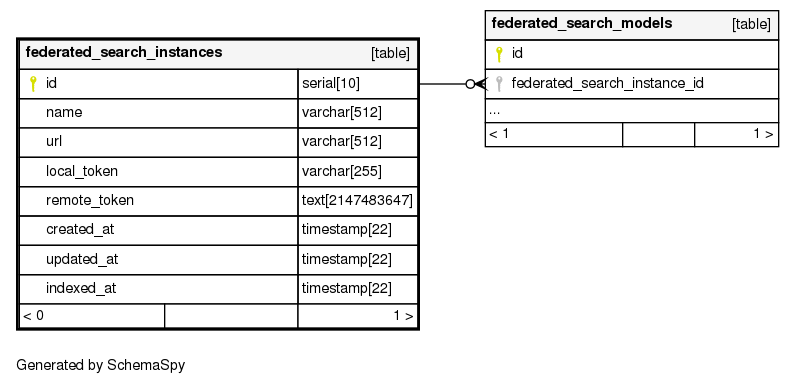 federated_search_instances [table]
id serial[10]
name varchar[512]
url varchar[512]
local_token varchar[255]
remote_token text[2147483647]
created_at timestamp[22]
updated_at timestamp[22]
indexed_at timestamp[22]
< 0 1 >
federated_search_models [table]
id
federated_search_instance_id
...
< 1 1 >
Generated by SchemaSpy